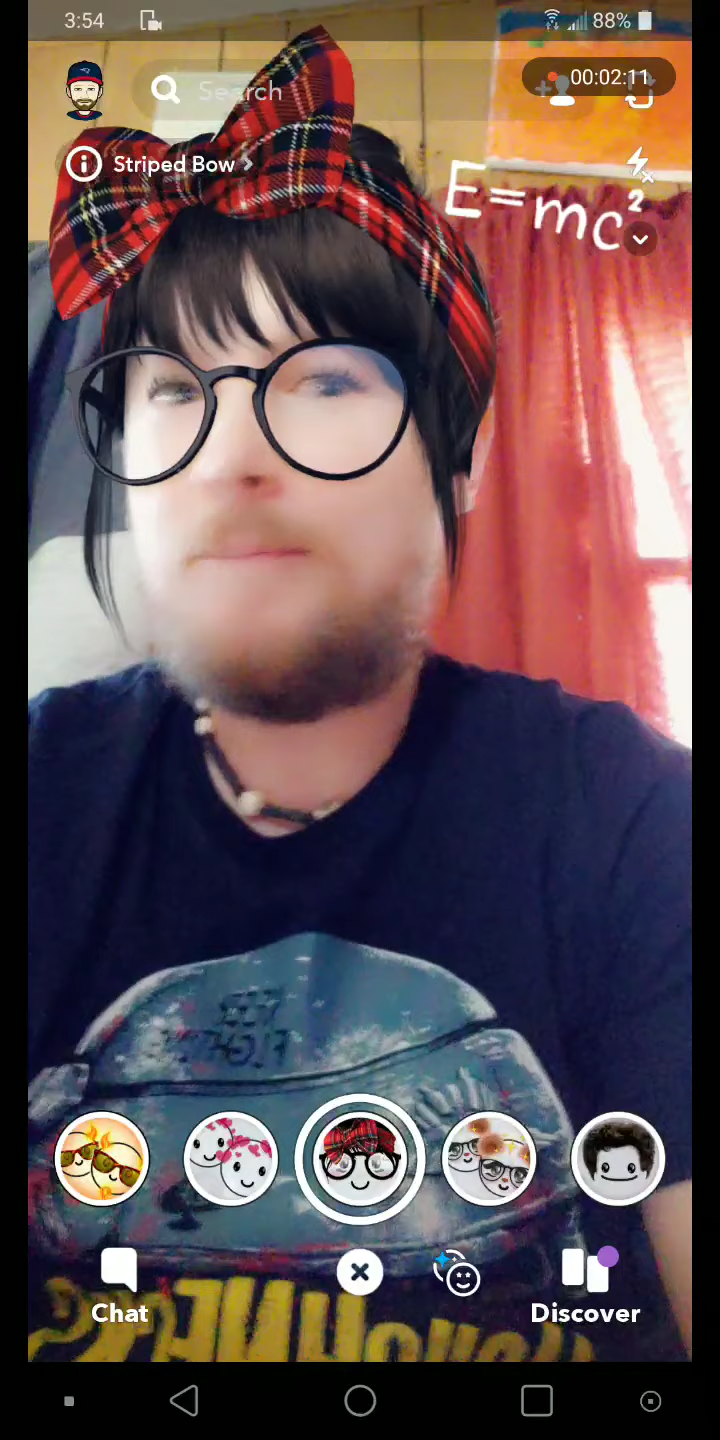 3:54
88%
Search
00:02:11
Striped Bow
E=mc²
Chat
Discover